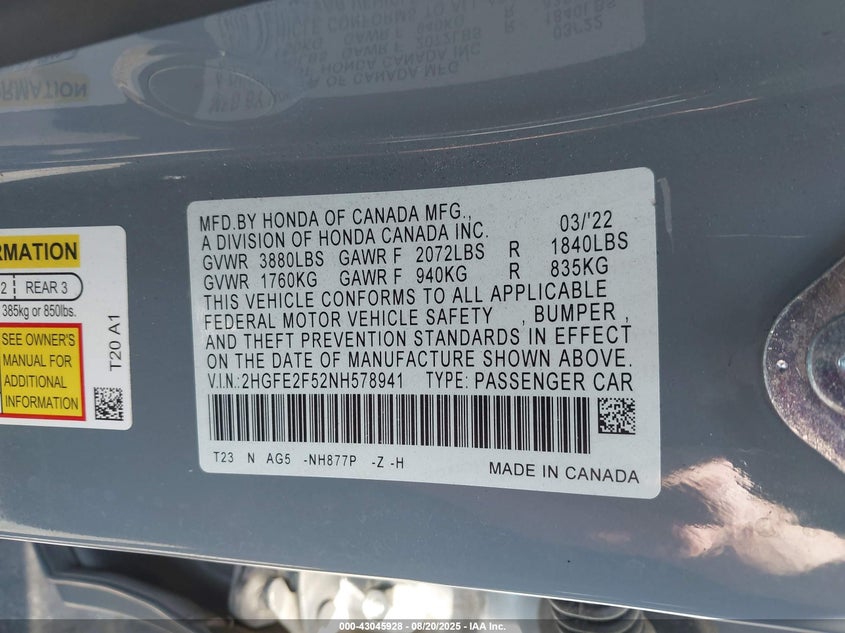 MFD.BY HONDA OF CANADA MFG., 03/'22
A DIVISION OF HONDA CANADA INC.
GVWR 3880LBS GAWR F 2072LBS R 1840LBS
GVWR 1760KG GAWR F 940KG R 835KG
THIS VEHICLE CONFORMS TO ALL APPLICABLE
FEDERAL MOTOR VEHICLE SAFETY , BUMPER ,
AND THEFT PREVENTION STANDARDS IN EFFECT
ON THE DATE OF MANUFACTURE SHOWN ABOVE.
V.I.N.:2HGFE2F52NH578941 TYPE: PASSENGER CAR
T23 N AG5 -NH877P -Z -H
MADE IN CANADA
2 REAR 3
385kg or 850lbs.
SEE OWNER'S
MANUAL FOR
ADDITIONAL
INFORMATION
T20 A1
000-43045928 - 08/20/2025 - IAA Inc.